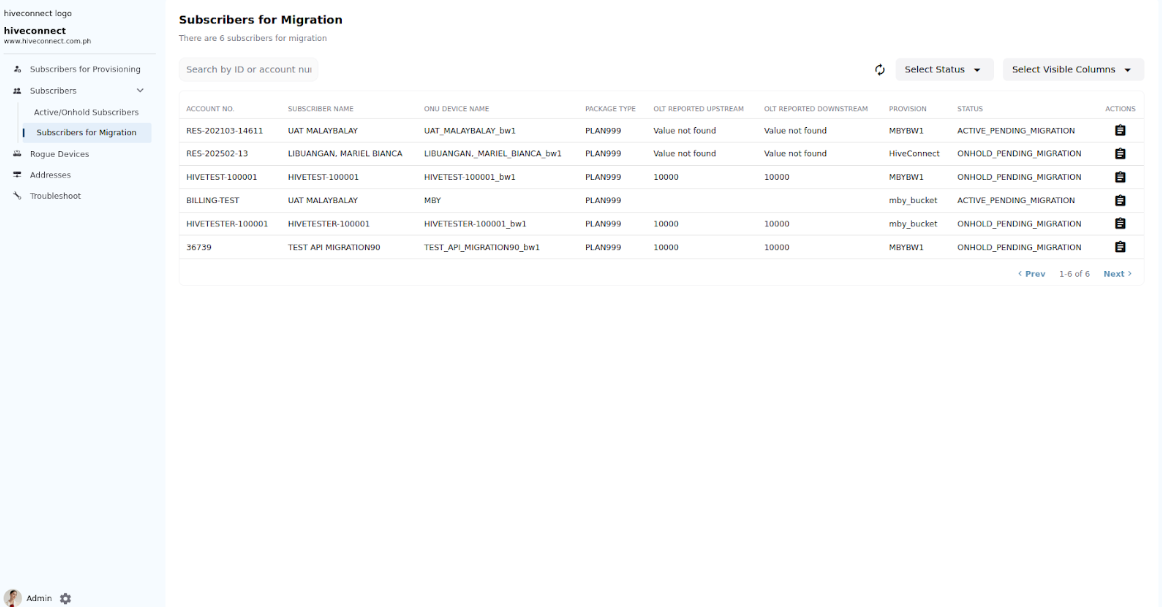 hiveconnect logo
hiveconnect
www.hiveconnect.com.ph
Subscribers for Provisioning
Subscribers
Active/Onhold Subscribers
Subscribers for Migration
Rogue Devices
Addresses
Troubleshoot
Admin
Subscribers for Migration
There are 6 subscribers for migration
Search by ID or account nu
Select Status
Select Visible Columns
ACCOUNT NO. SUBSCRIBER NAME ONU DEVICE NAME PACKAGE TYPE OLT REPORTED UPSTREAM OLT REPORTED DOWNSTREAM PROVISION STATUS ACTIONS
RES-202103-14611 UAT MALAYBALAY UAT_MALAYBALAY_bw1 PLAN999 Value not found Value not found MBYBW1 ACTIVE_PENDING_MIGRATION
RES-202502-13 LIBUANGAN, MARIEL BIANCA LIBUANGAN,_MARIEL_BIANCA_bw1 PLAN999 Value not found Value not found HiveConnect ONHOLD_PENDING_MIGRATION
HIVETEST-100001 HIVETEST-100001 HIVETEST-100001_bw1 PLAN999 10000 10000 MBYBW1 ONHOLD_PENDING_MIGRATION
BILLING-TEST UAT MALAYBALAY MBY PLAN999 mby_bucket ACTIVE_PENDING_MIGRATION
HIVETESTER-100001 HIVETESTER-100001 HIVETESTER-100001_bw1 PLAN999 10000 10000 mby_bucket ONHOLD_PENDING_MIGRATION
36739 TEST API MIGRATION90 TEST_API_MIGRATION90_bw1 PLAN999 10000 10000 MBYBW1 ONHOLD_PENDING_MIGRATION
Prev 1-6 of 6 Next